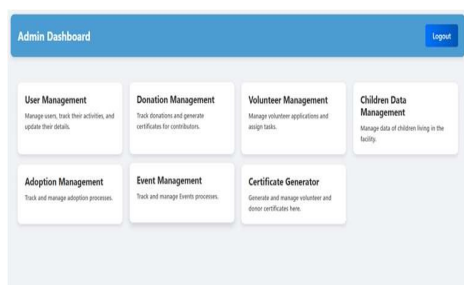 Admin Dashboard
Logout
User Management
Manage users, track their activities, and
update their details.
Donation Management
Track donations and generate
certificates for contributors.
Volunteer Management
Manage volunteer applications and
assign tasks.
Children Data
Management
Manage data of children living in the
facility.
Adoption Management
Track and manage adoption processes.
Event Management
Track and manage Events processes.
Certificate Generator
Generate and manage volunteer and
donor certificates here.